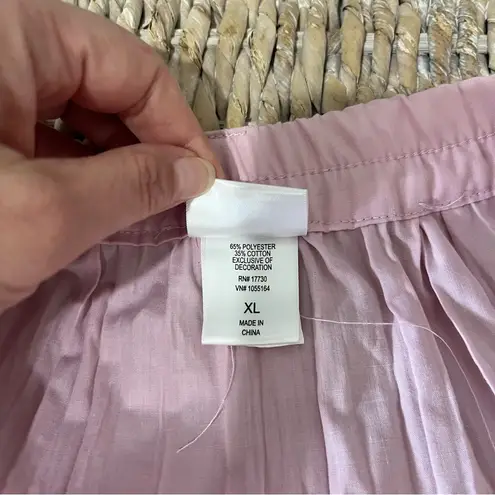 65% POLYESTER
35% COTTON
EXCLUSIVE OF
DECORATION
RN# 17730
VN# 1055164
XL
MADE IN
CHINA